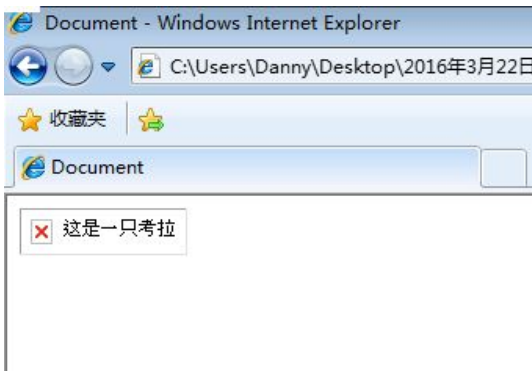 Document - Windows Internet Explorer
C:\Users\Danny\Desktop\2016年3月22日
收藏夹
Document
这是一只考拉